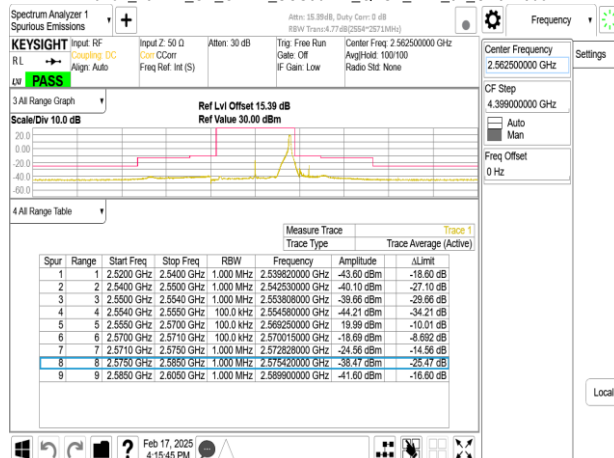 Spectrum Analyzer 1
Spurious Emissions
Attn: 15.39dB, Duty Corr: 0 dB
RBW Trans:4.77dB(2554~2571MHz)
Frequency
Settings
KEYSIGHT
RL
LXI
PASS
Input: RF
Coupling: DC
Align: Auto
Input Z: 50 Ω
Corr CCorr
Freq Ref: Int (S)
Atten: 30 dB
Trig: Free Run
Gate: Off
IF Gain: Low
Center Freq: 2.562500000 GHz
Avg|Hold: 100/100
Radio Std: None
Center Frequency
2.562500000 GHz
CF Step
4.399000000 GHz
Auto
Man
Freq Offset
0 Hz
Local
3 All Range Graph
Scale/Div 10.0 dB
Ref Lvl Offset 15.39 dB
Ref Value 30.00 dBm
20.0
0.00
-20.0
-40.0
-60.0
4 All Range Table
Measure Trace Trace 1
Trace Type Trace Average (Active)
Spur Range Start Freq Stop Freq RBW Frequency Amplitude ΔLimit
1 1 2.5200 GHz 2.5400 GHz 1.000 MHz 2.539820000 GHz -43.60 dBm -18.60 dB
2 2 2.5400 GHz 2.5500 GHz 1.000 MHz 2.542530000 GHz -40.10 dBm -27.10 dB
3 3 2.5500 GHz 2.5540 GHz 1.000 MHz 2.553808000 GHz -39.66 dBm -29.66 dB
4 4 2.5540 GHz 2.5550 GHz 100.0 kHz 2.554580000 GHz -44.21 dBm -34.21 dB
5 5 2.5550 GHz 2.5700 GHz 100.0 kHz 2.569250000 GHz 19.99 dBm -10.01 dB
6 6 2.5700 GHz 2.5710 GHz 100.0 kHz 2.570015000 GHz -18.69 dBm -8.692 dB
7 7 2.5710 GHz 2.5750 GHz 1.000 MHz 2.572828000 GHz -24.56 dBm -14.56 dB
8 8 2.5750 GHz 2.5850 GHz 1.000 MHz 2.575420000 GHz -38.47 dBm -25.47 dB
9 9 2.5850 GHz 2.6050 GHz 1.000 MHz 2.589900000 GHz -41.60 dBm -16.60 dB
?
Feb 17, 2025
4:15:45 PM